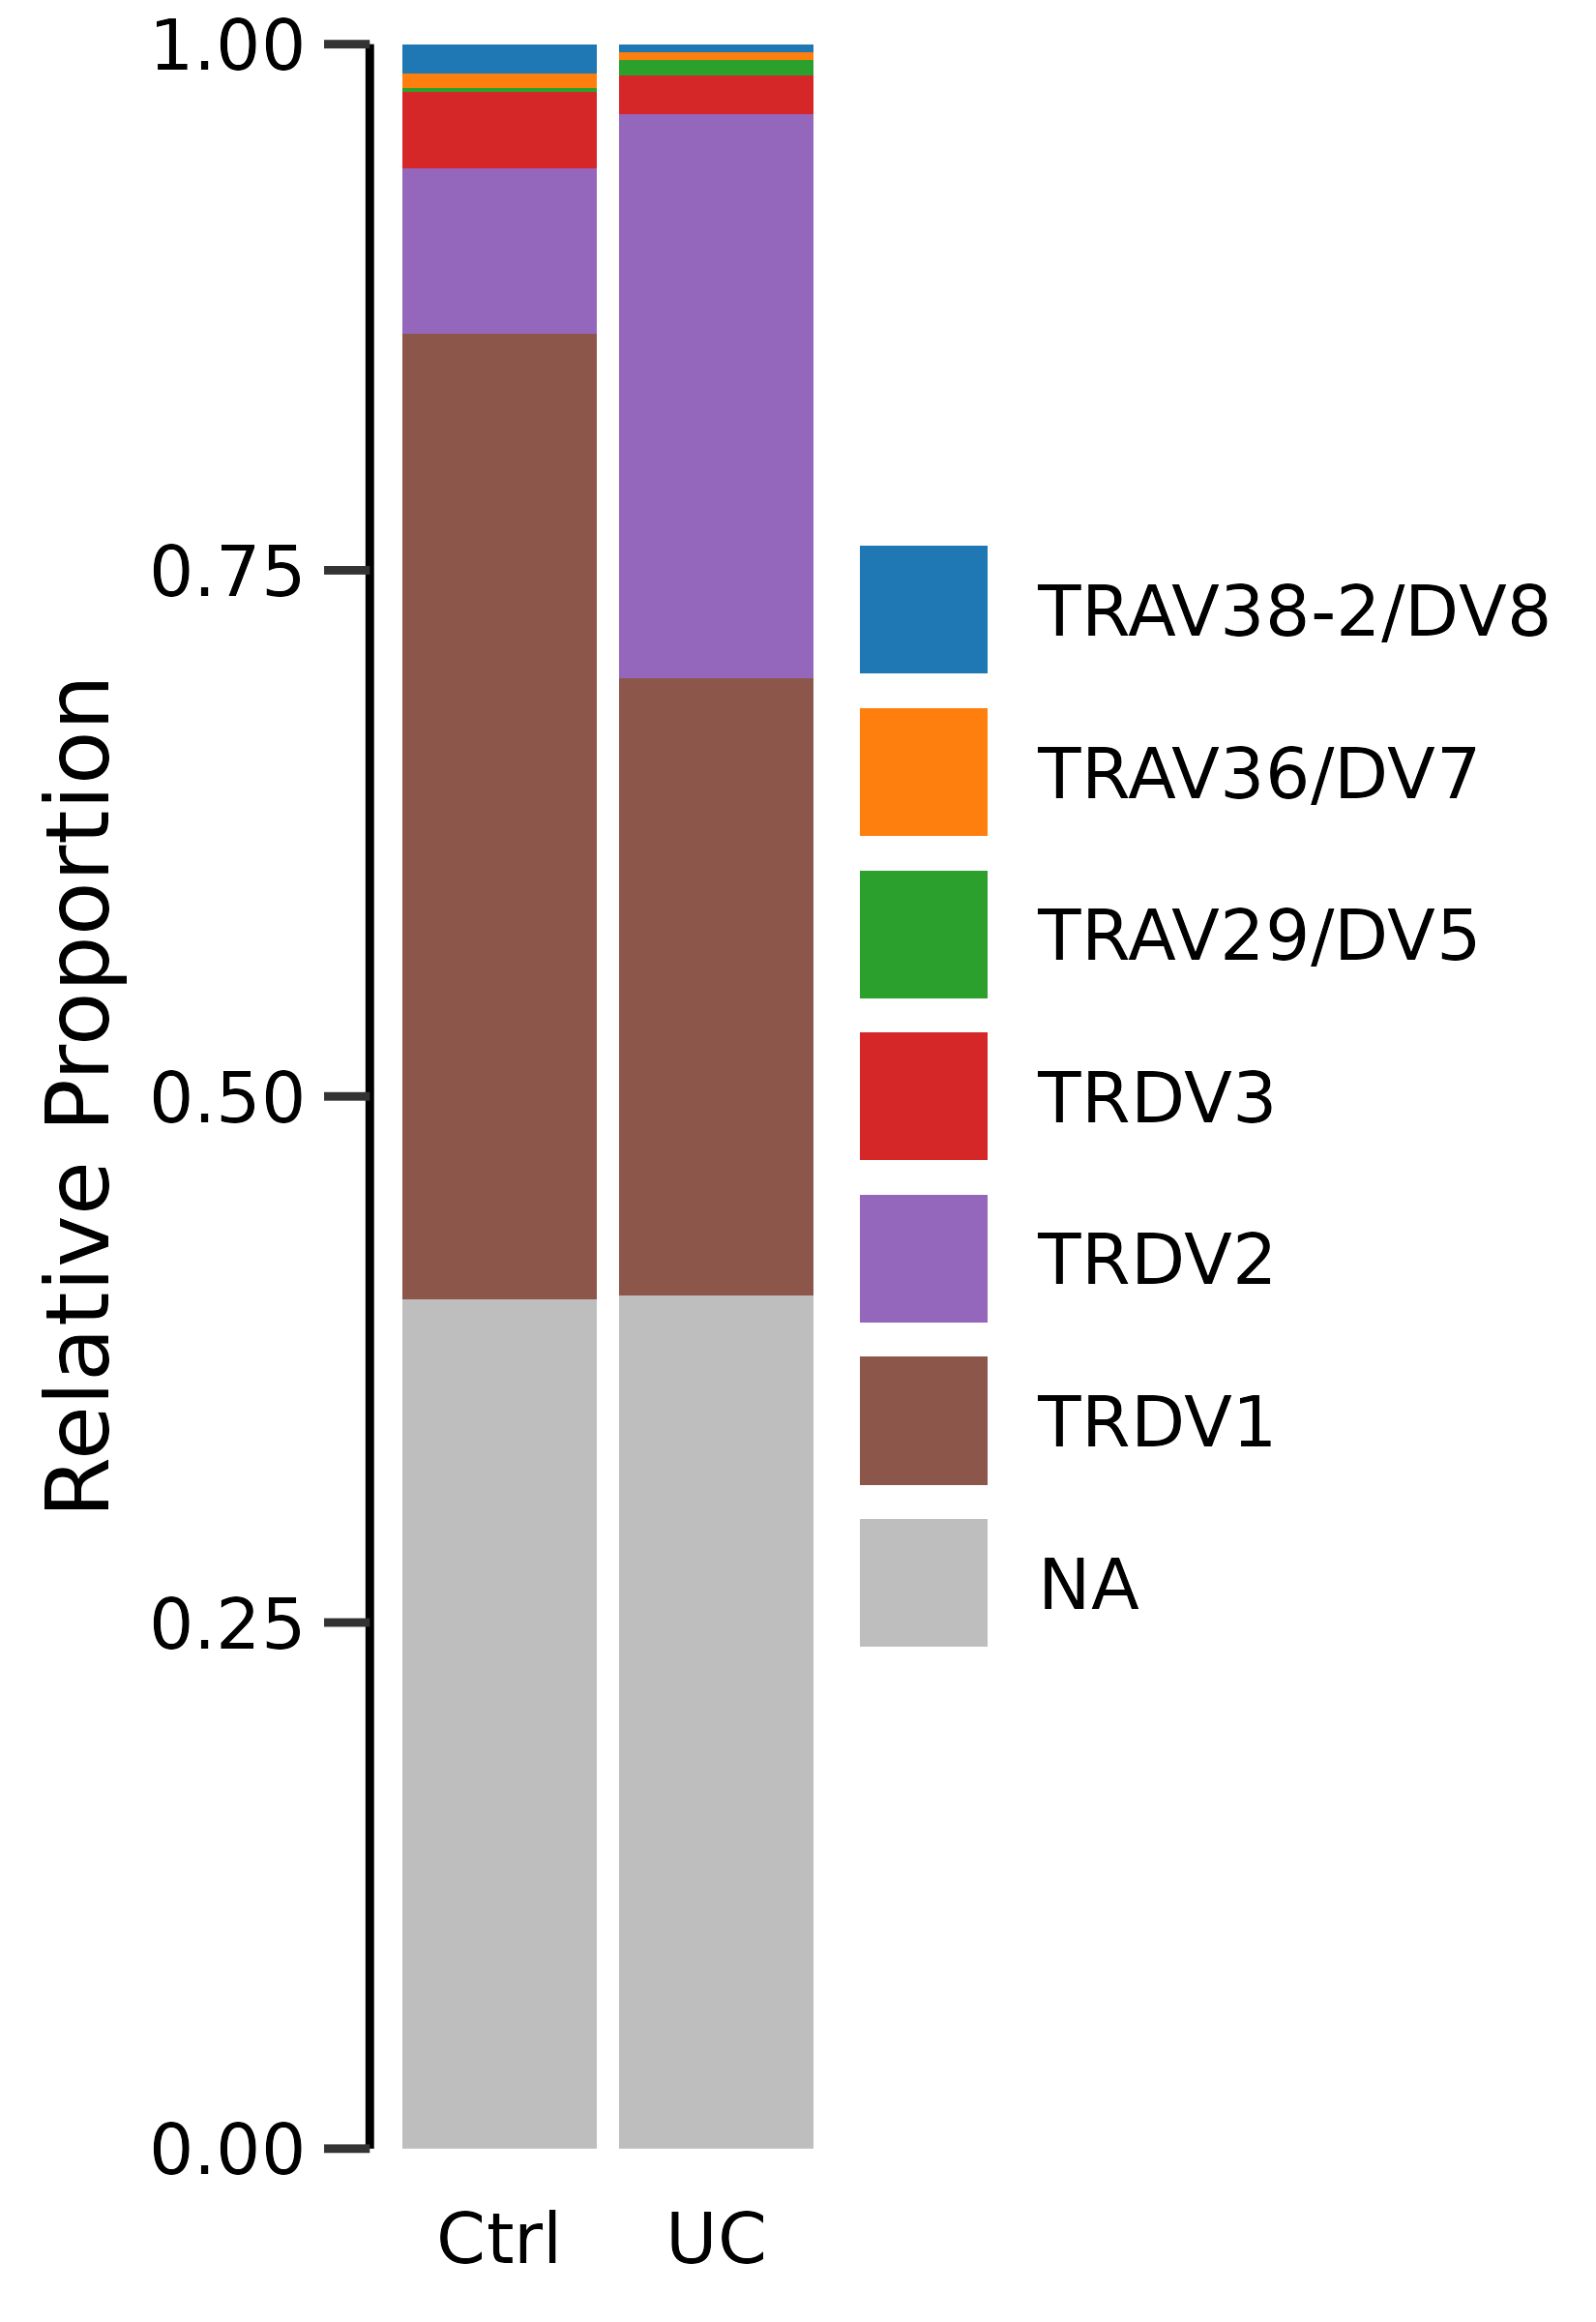 Relative Proportion
1.00
0.75
0.50
0.25
0.00
Ctrl UC
TRAV38-2/DV8
TRAV36/DV7
TRAV29/DV5
TRDV3
TRDV2
TRDV1
NA